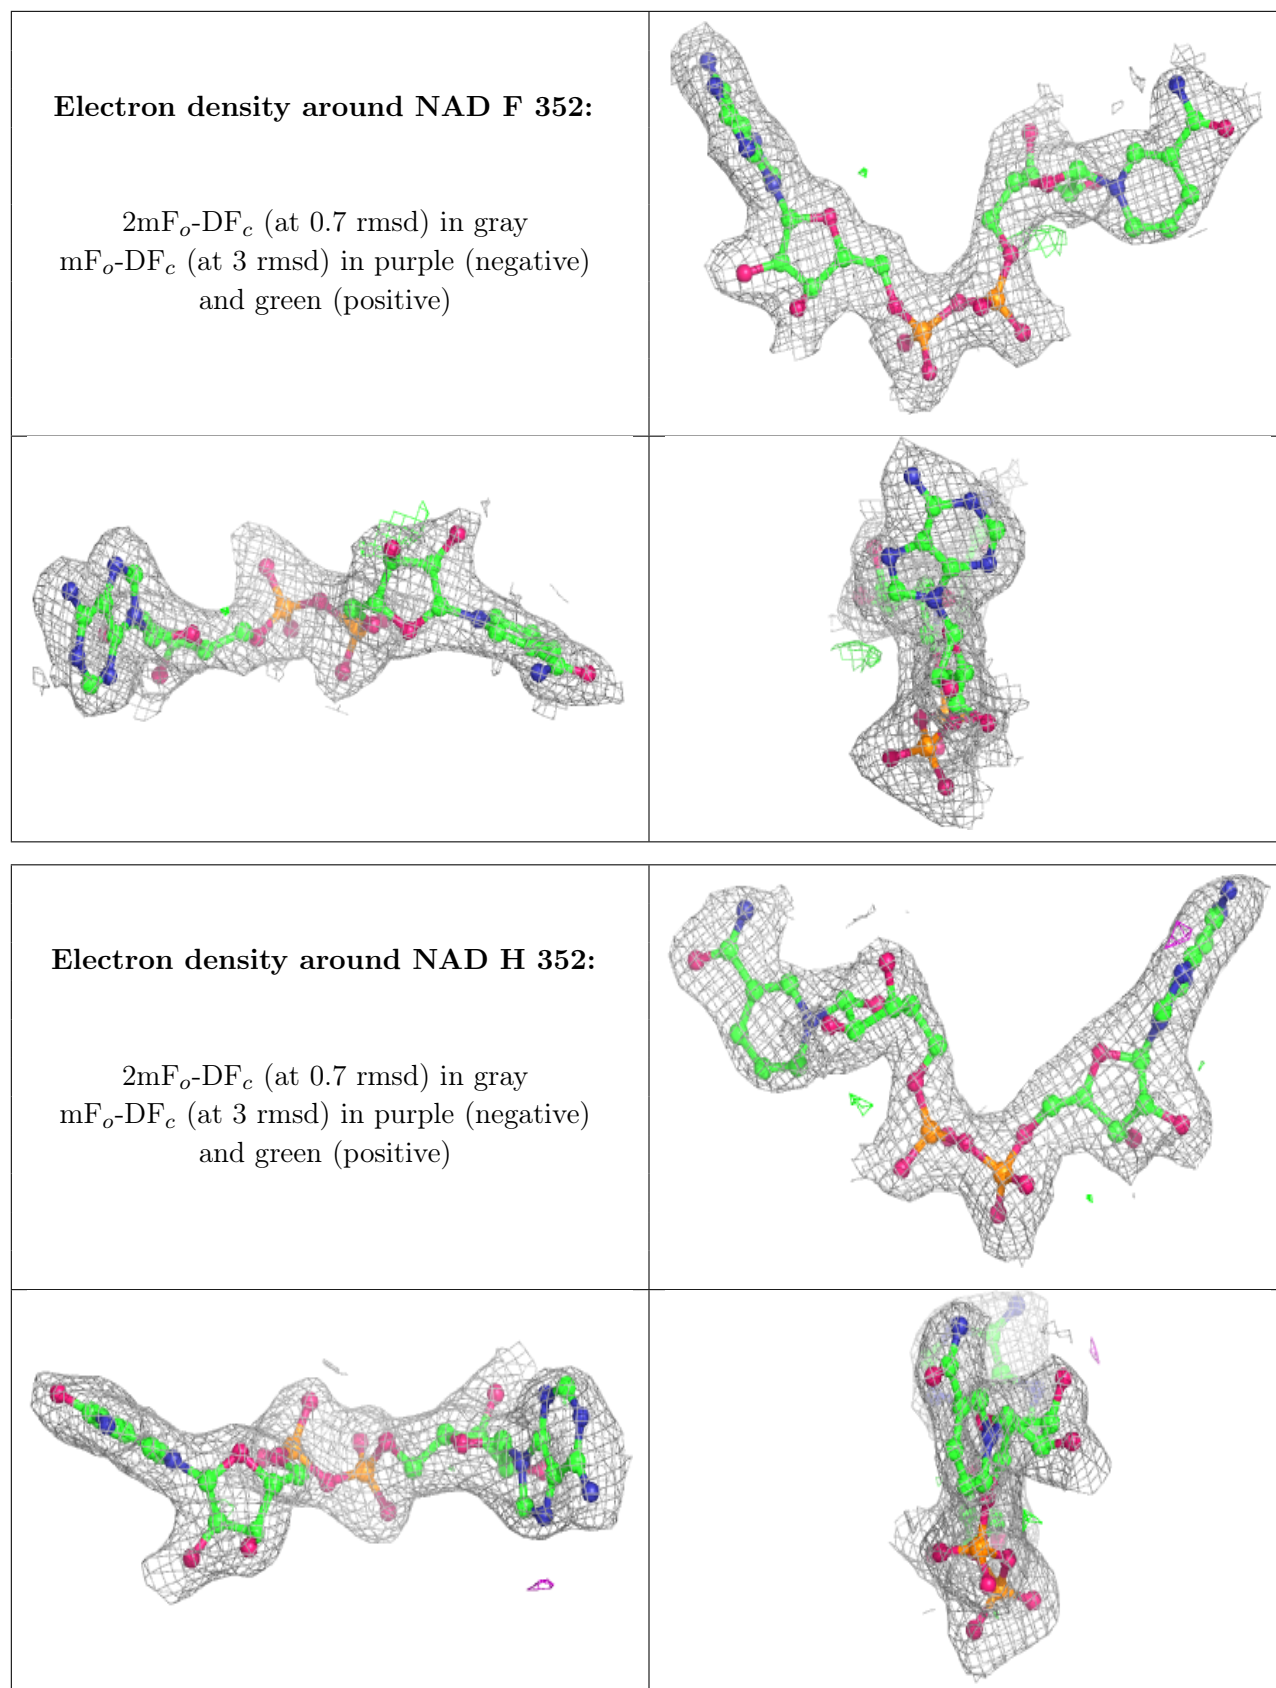 Electron density around NAD F 352:
2mFo-DFc (at 0.7 rmsd) in gray
mFo-DFc (at 3 rmsd) in purple (negative)
and green (positive)
Electron density around NAD H 352:
2mFo-DFc (at 0.7 rmsd) in gray
mFo-DFc (at 3 rmsd) in purple (negative)
and green (positive)